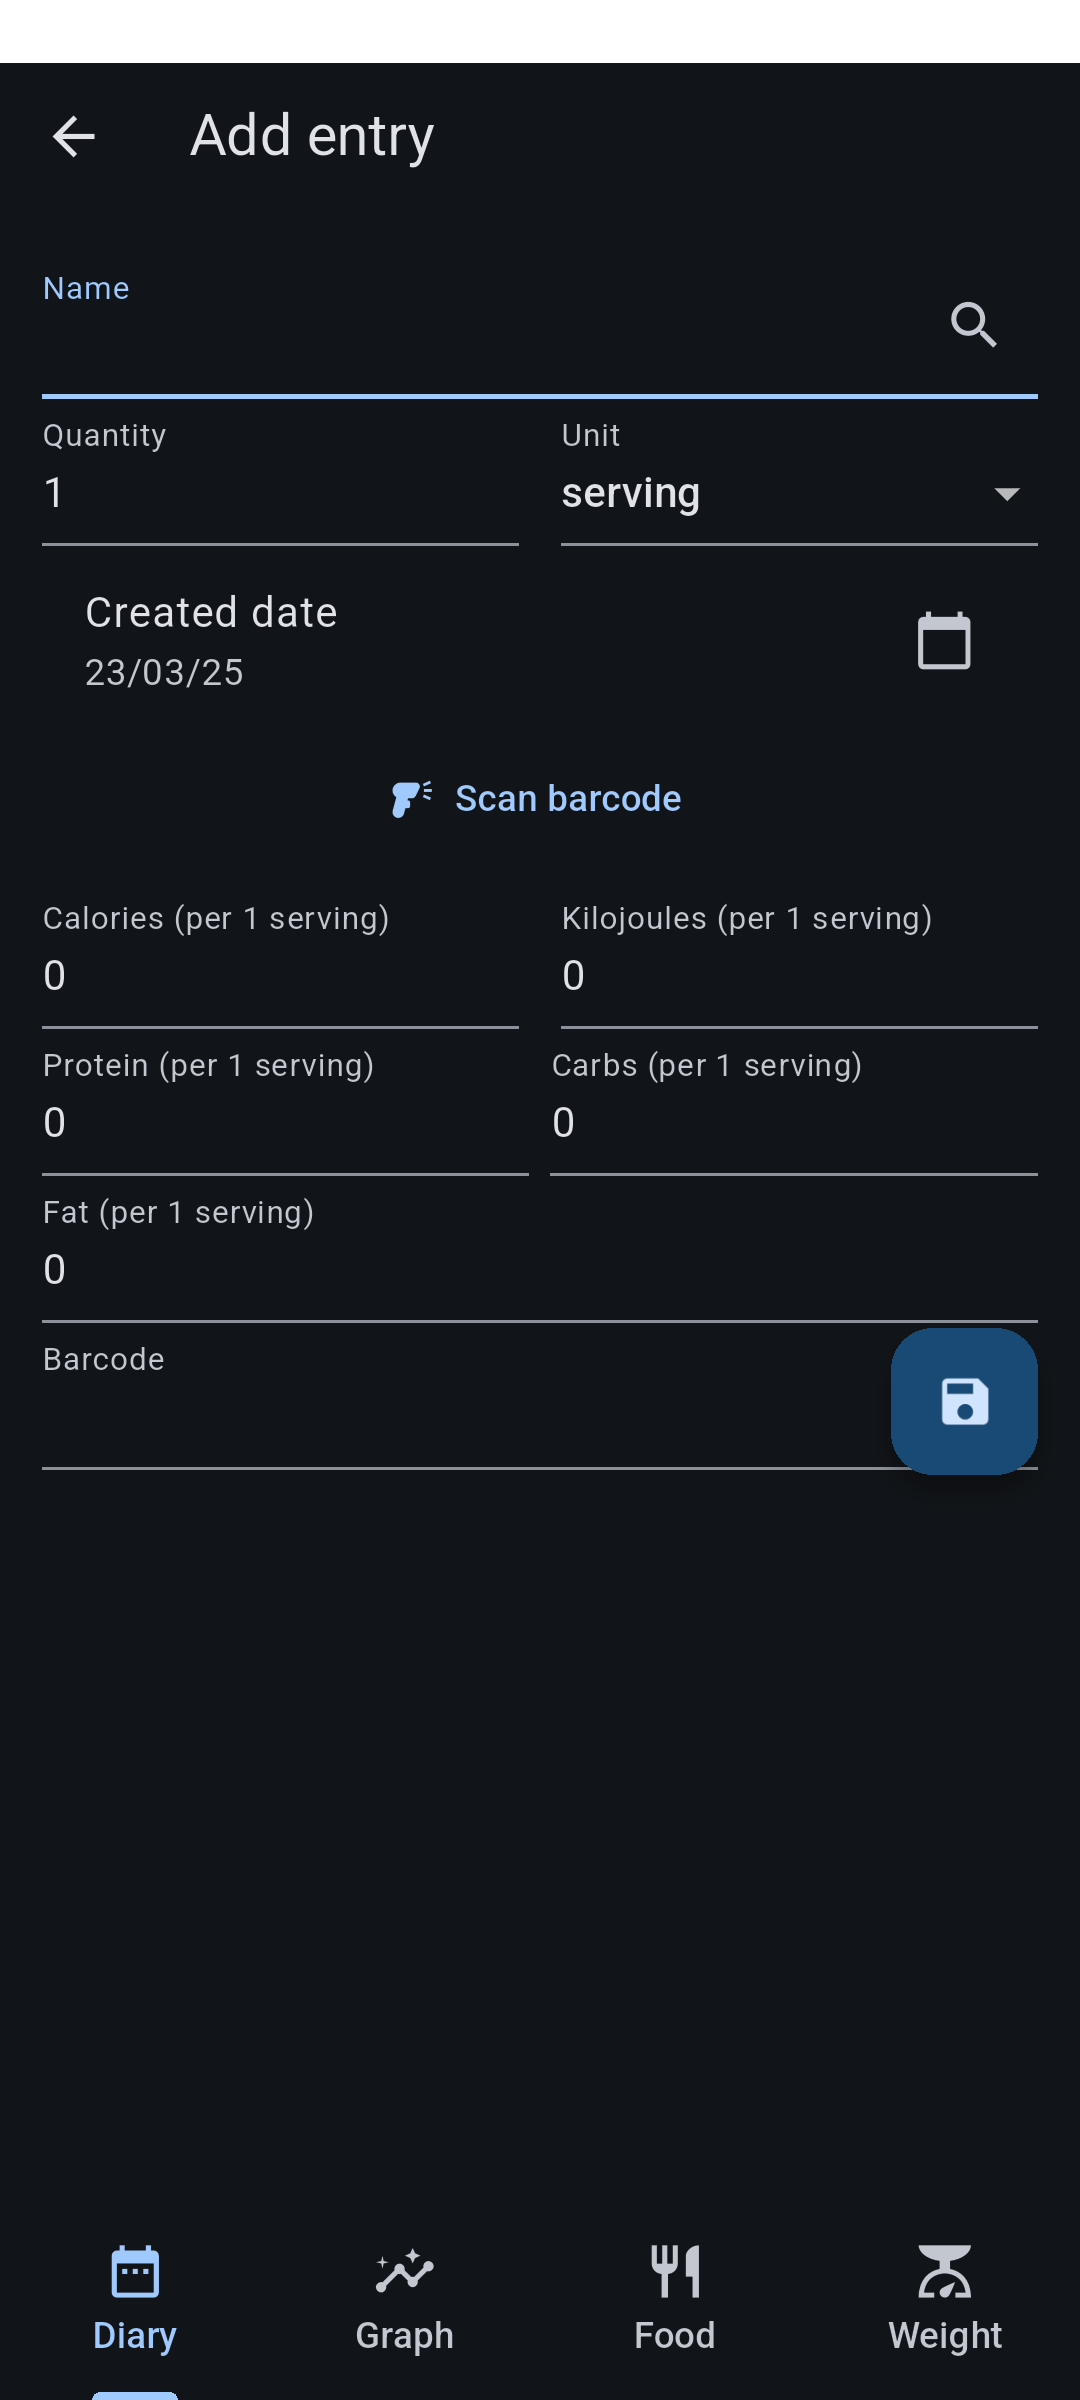 Add entry
Name
Quantity
1
Unit
serving
Created date
23/03/25
Scan barcode
Calories (per 1 serving)
0
Kilojoules (per 1 serving)
0
Protein (per 1 serving)
0
Carbs (per 1 serving)
0
Fat (per 1 serving)
0
Barcode
Diary
Graph
Food
Weight